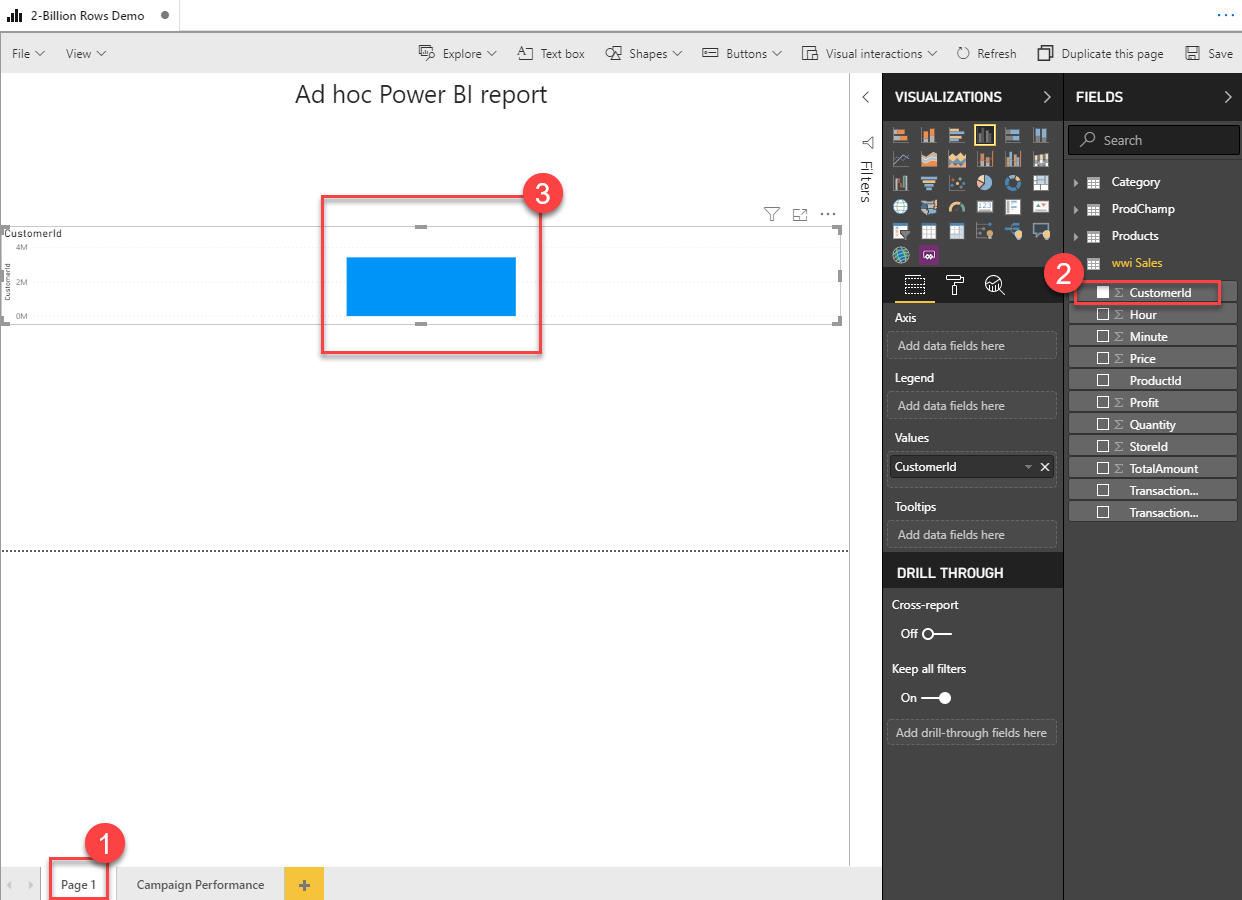 2-Billion Rows Demo
File View Explore Text box Shapes Buttons Visual interactions Refresh Duplicate this page Save
Ad hoc Power BI report
3
CustomerId
4M
2M
0M
CustomerId
Filters
VISUALIZATIONS
123
Axis
Add data fields here
Legend
Add data fields here
Values
CustomerId
Tooltips
Add data fields here
DRILL THROUGH
Cross-report
Off
Keep all filters
On
Add drill-through fields here
FIELDS
Search
Category
ProdChamp
Products
wwi Sales
2
Σ CustomerId
Σ Hour
Σ Minute
Σ Price
ProductId
Σ Profit
Σ Quantity
Σ StoreId
Σ TotalAmount
Transaction...
Transaction...
1
Page 1 Campaign Performance +